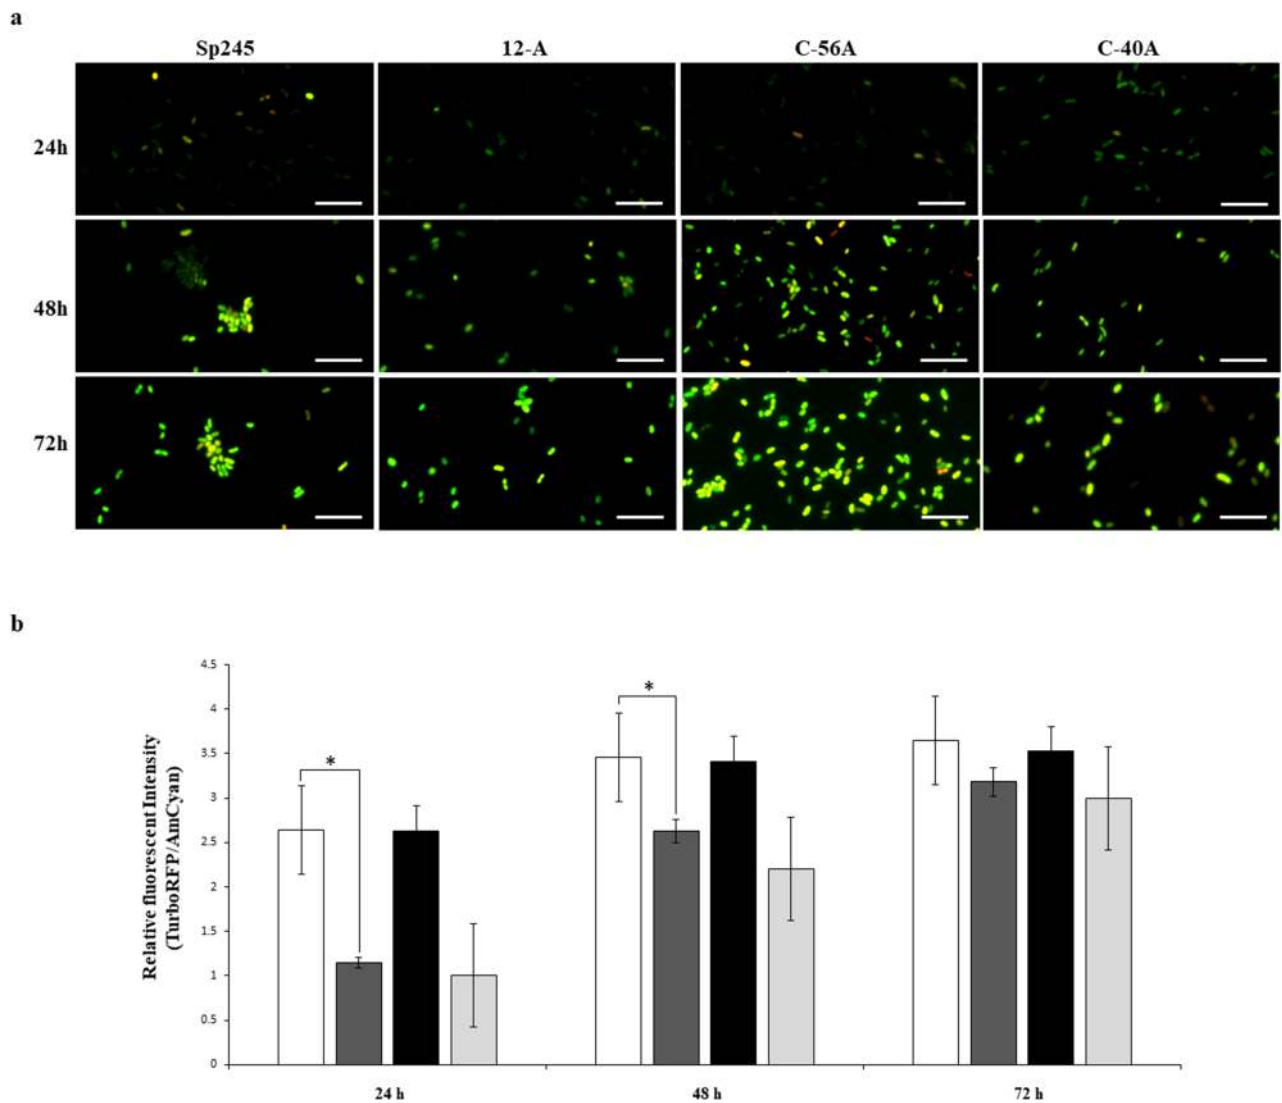 a
Sp245 12-A C-56A C-40A
24h
48h
72h
b
Relative fluorescent Intensity
(TurboRFP/AmCyan)
4.5
4
3.5
3
2.5
2
1.5
1
0.5
0
*
*
24 h 48 h 72 h